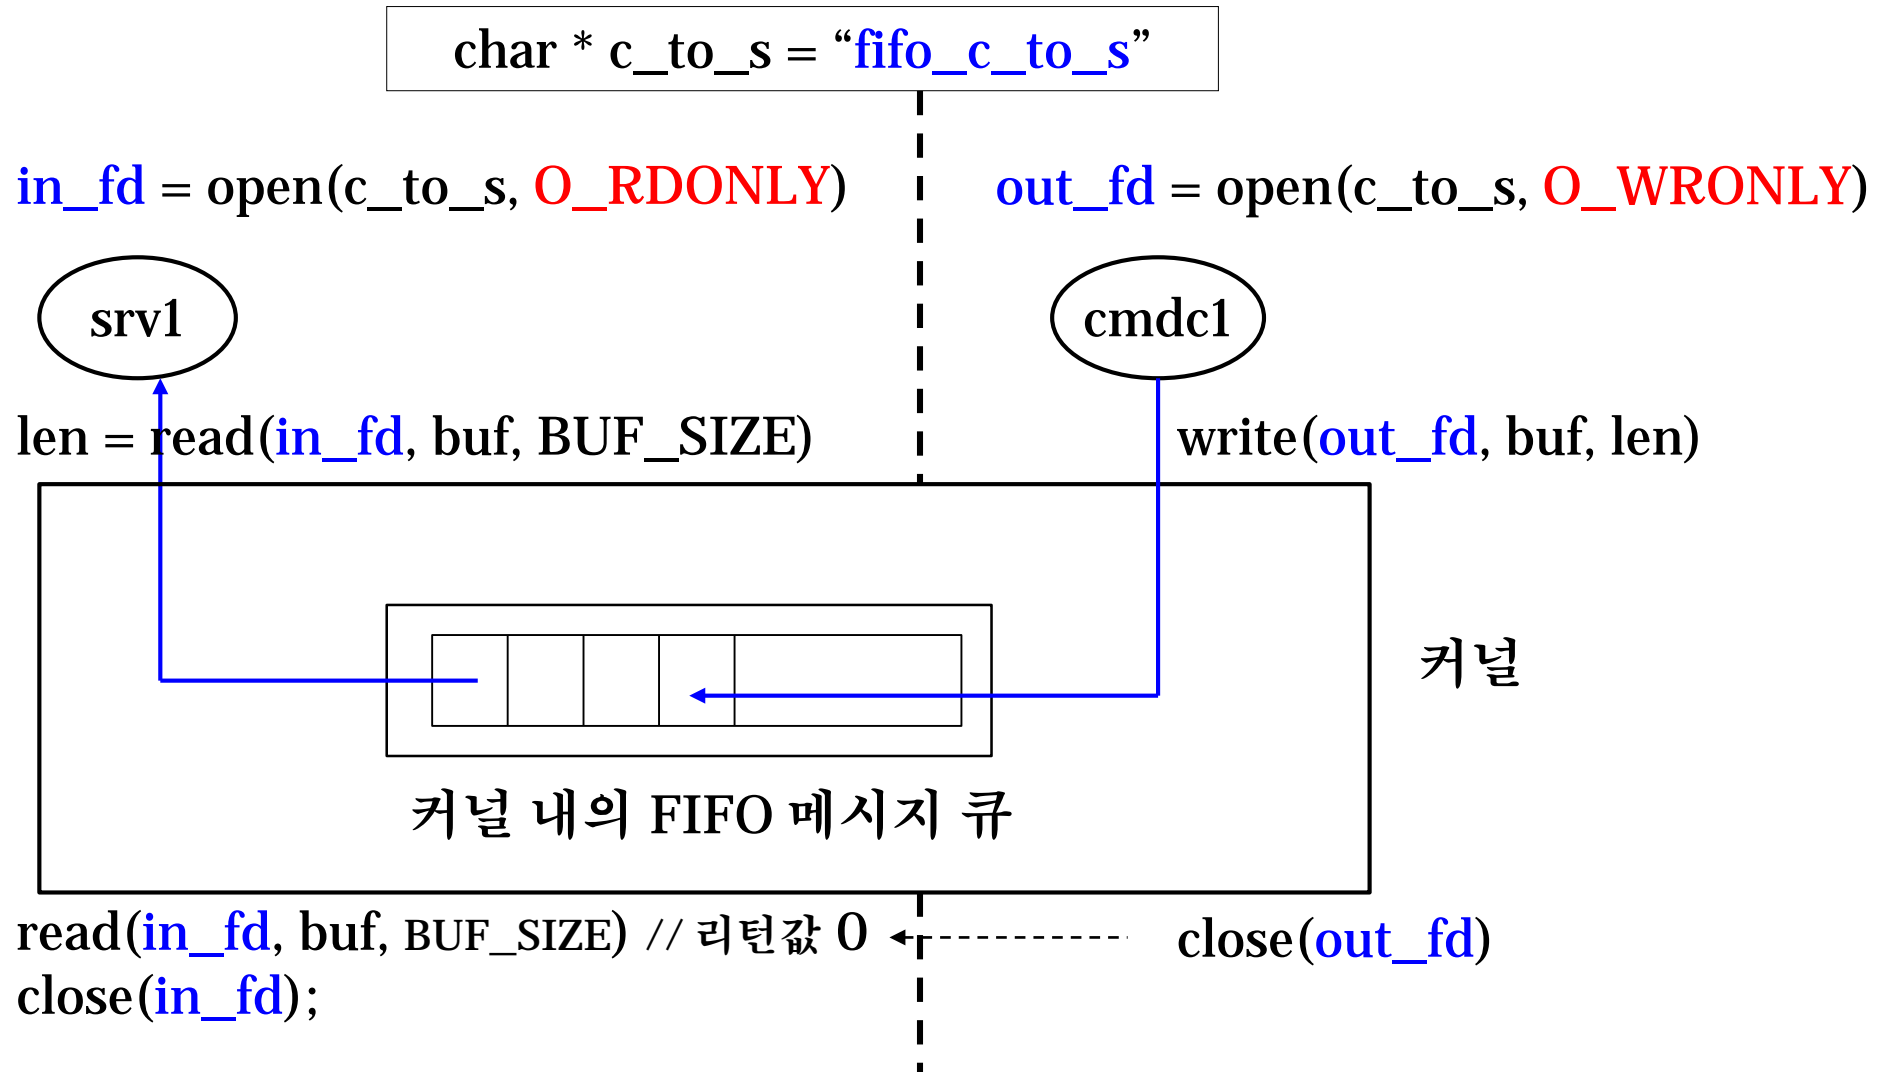 char * c_to_s = “fifo_c_to_s”
in_fd = open(c_to_s, O_RDONLY)
out_fd = open(c_to_s, O_WRONLY)
srv1
cmdc1
len = read(in_fd, buf, BUF_SIZE)
write(out_fd, buf, len)
커널
커널 내의 FIFO 메시지 큐
read(in_fd, buf, BUF_SIZE) // 리턴값 0
close(out_fd)
close(in_fd);